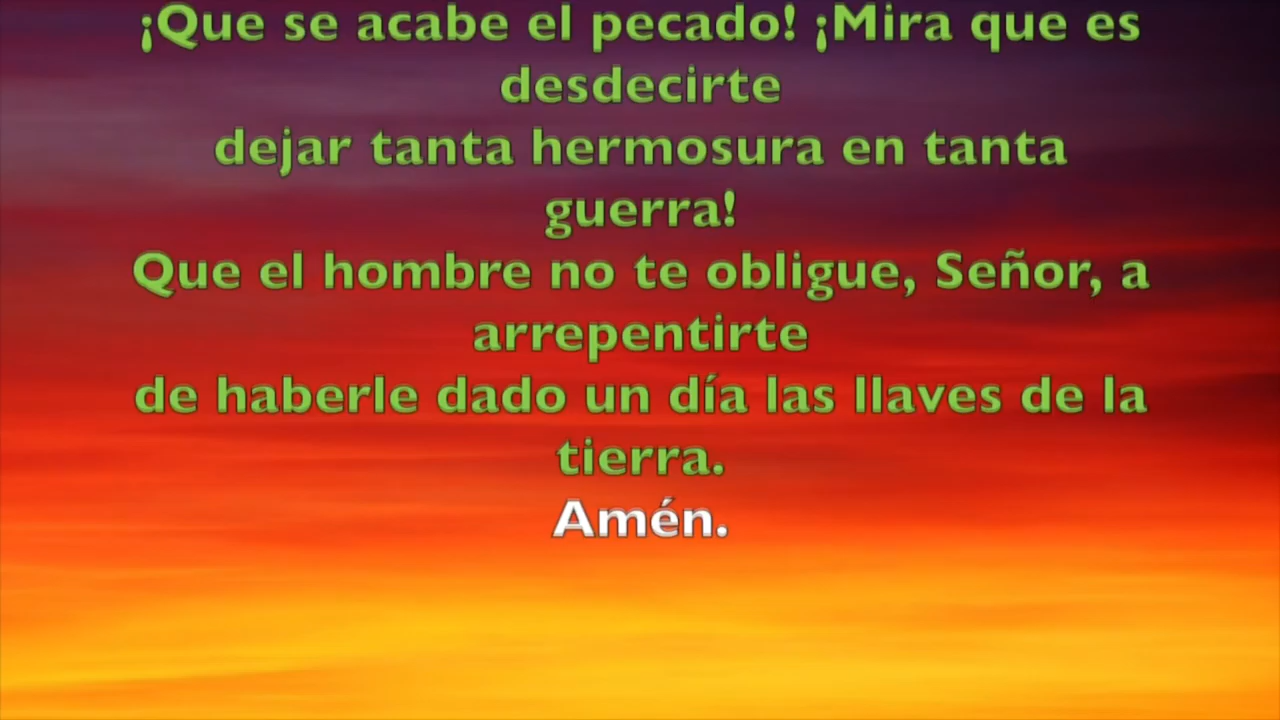 ¡Que se acabe el pecado! ¡Mira que es
desdecirte
dejar tanta hermosura en tanta
guerra!
Que el hombre no te obligue, Señor, a
arrepentirte
de haberle dado un día las llaves de la
tierra.
Amén.